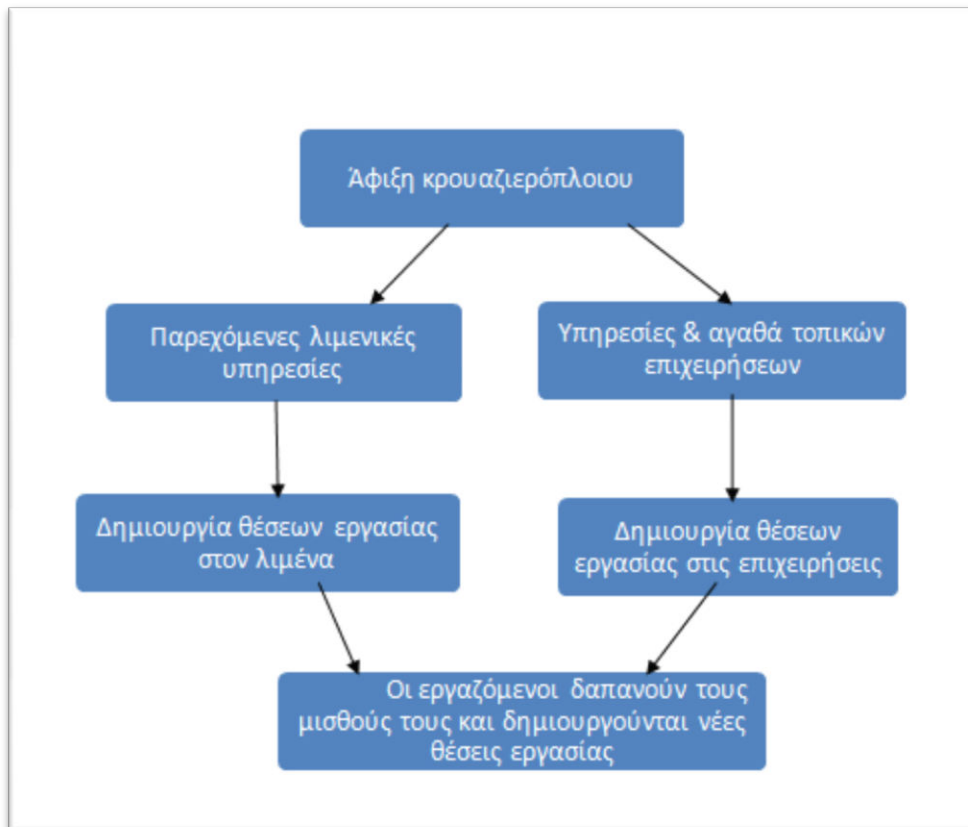 Άφιξη κρουαζιερόπλοιου
Παρεχόμενες λιμενικές
υπηρεσίες
Υπηρεσίες & αγαθά τοπικών
επιχειρήσεων
Δημιουργία θέσεων εργασίας
στον λιμένα
Δημιουργία θέσεων
εργασίας στις επιχειρήσεις
Οι εργαζόμενοι δαπανούν τους
μισθούς τους και δημιουργούνται νέες
θέσεις εργασίας